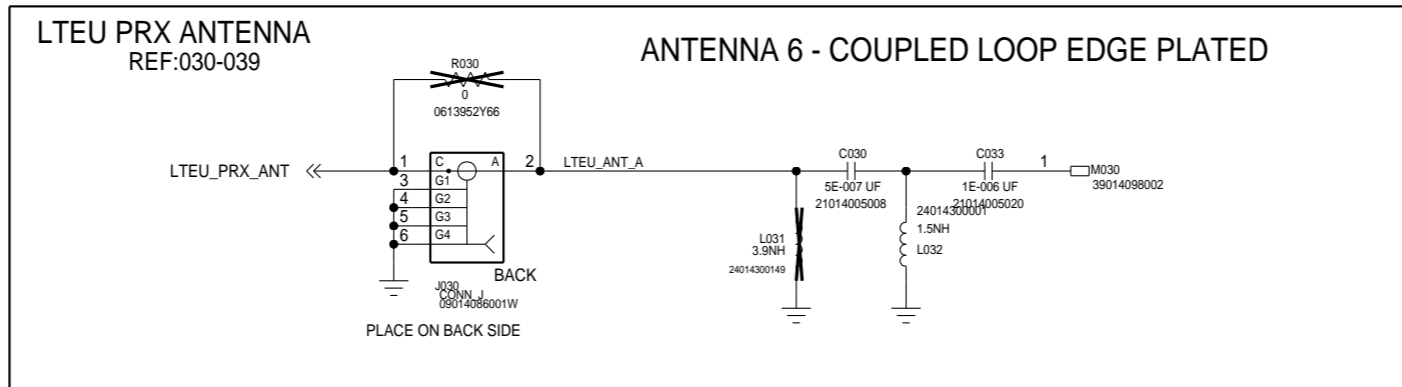 LTEU PRX ANTENNA
REF:030-039
ANTENNA 6 - COUPLED LOOP EDGE PLATED
R030
0
0613952Y66
LTEU_PRX_ANT
1
C
A
2
LTEU_ANT_A
3
G1
4
G2
5
G3
6
G4
BACK
J030
CONN_J
09014086001W
PLACE ON BACK SIDE
C030
5E-007 UF
21014005008
C033
1E-006 UF
21014005020
1
M030
39014098002
L031
3.9NH
24014300149
24014300001
1.5NH
L032